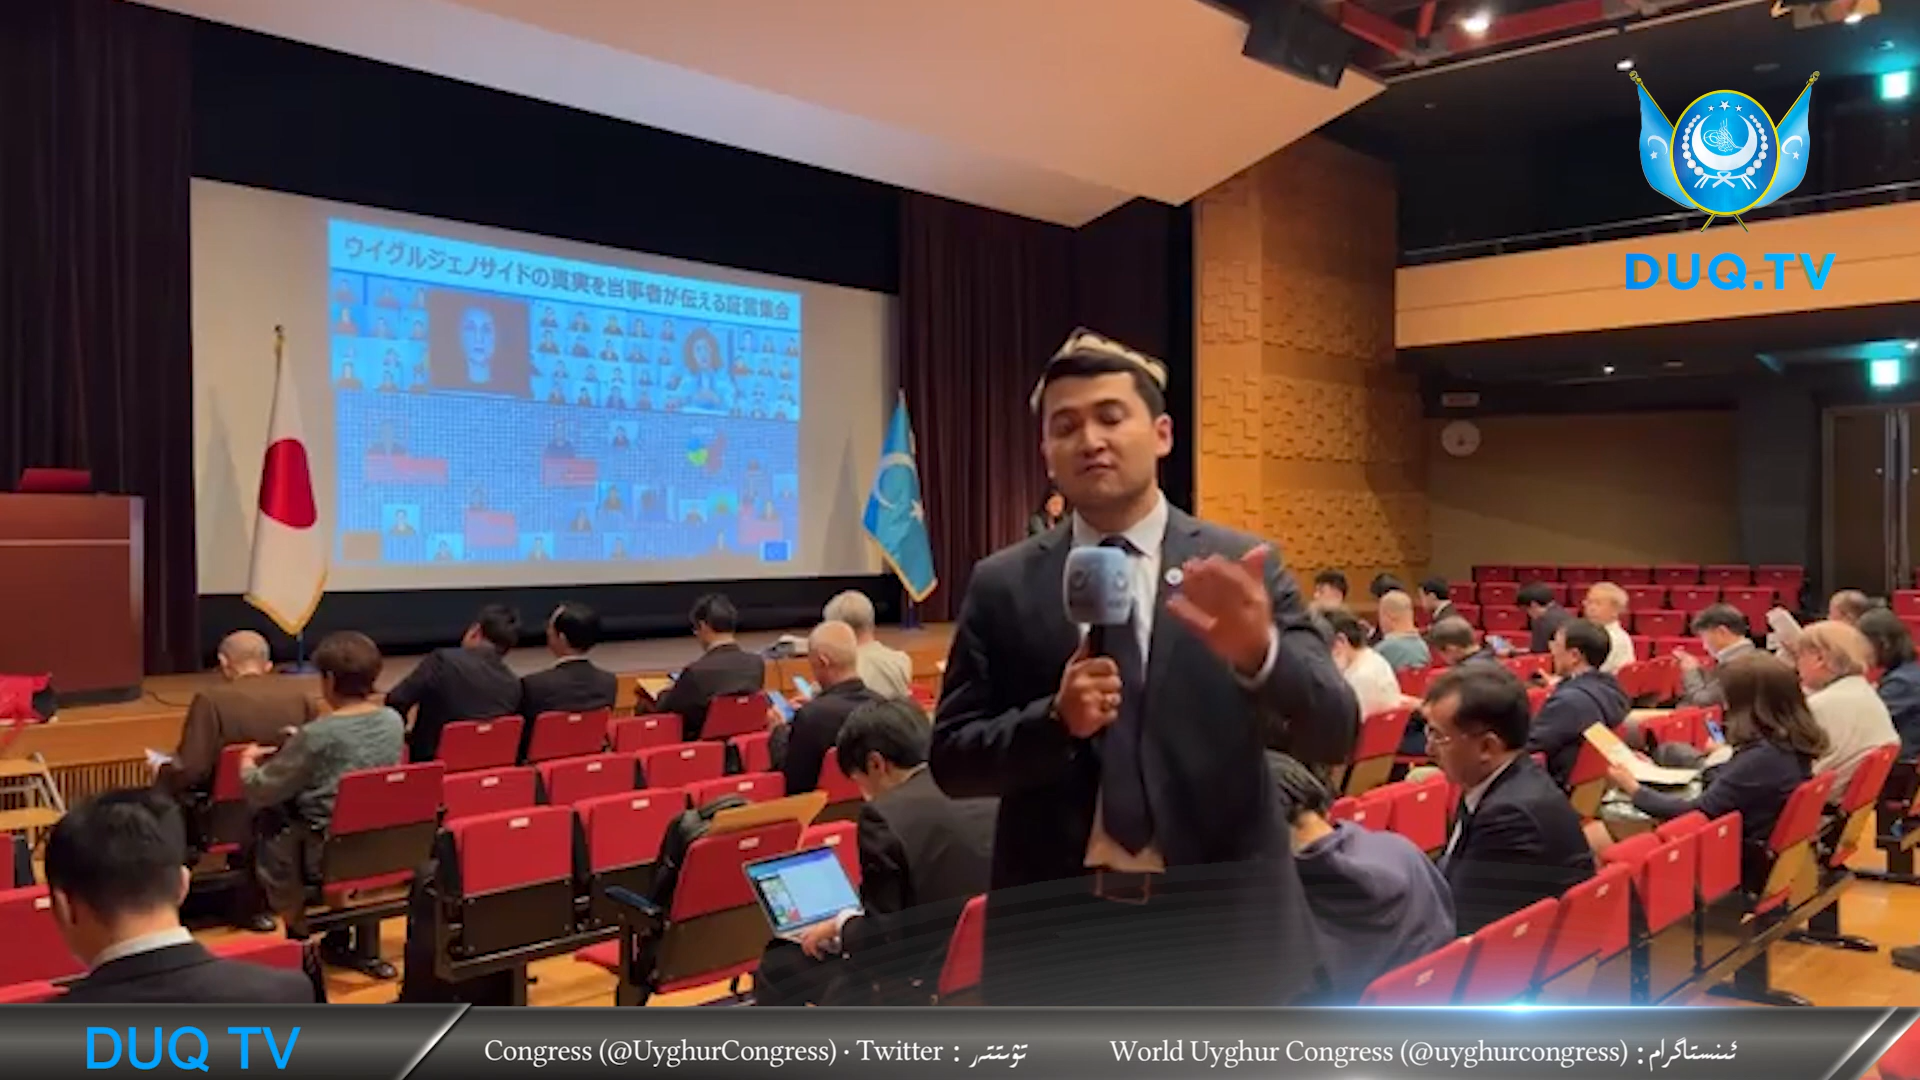 ウイグルジェノサイドの真実を当事者が伝える証言集会
DUQ.TV
DUQ TV
Congress (@UyghurCongress) · Twitter : تۋىتتىر
World Uyghur Congress (@uyghurcongress) : ئىنستاگرام